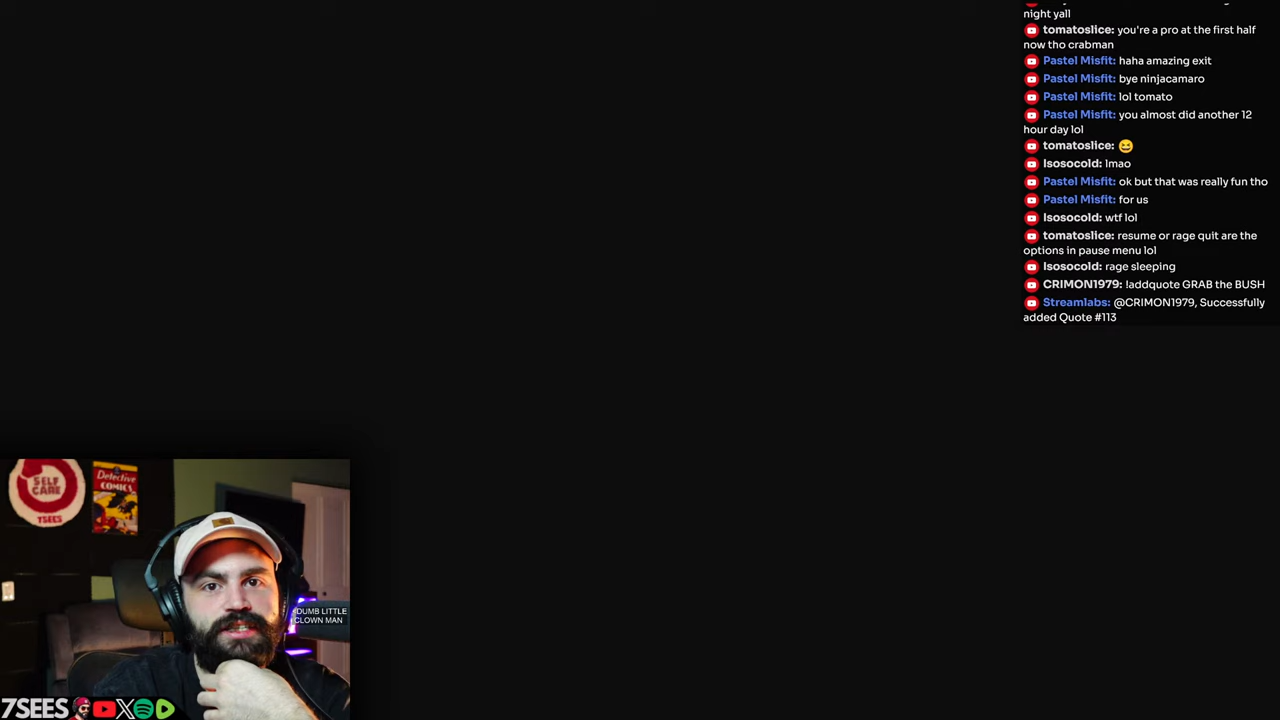 night yall
tomatoslice: you're a pro at the first half
now tho crabman
Pastel Misfit: haha amazing exit
Pastel Misfit: bye ninjacamaro
Pastel Misfit: lol tomato
Pastel Misfit: you almost did another 12
hour day lol
tomatoslice: 😆
Isosocold: lmao
Pastel Misfit: ok but that was really fun tho
Pastel Misfit: for us
Isosocold: wtf lol
tomatoslice: resume or rage quit are the
options in pause menu lol
Isosocold: rage sleeping
CRIMON1979: !addquote GRAB the BUSH
Streamlabs: @CRIMON1979, Successfully
added Quote #113
SELF
CARE
7SEES
Detective
COMICS
DUMB LITTLE
CLOWN MAN
7SEES